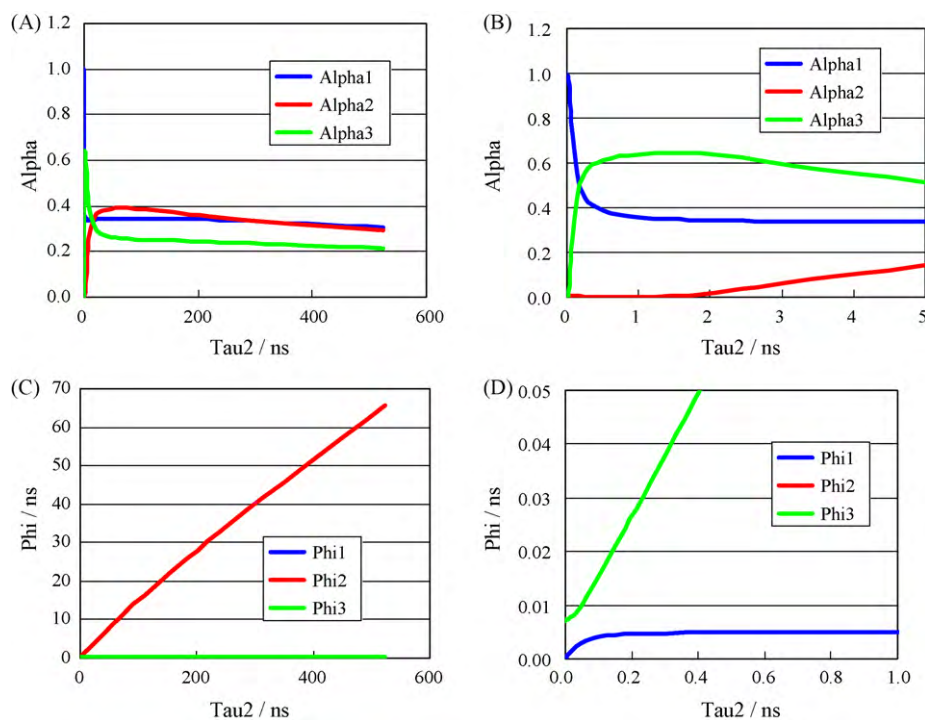 (A)
1.2
1.0
0.8
0.6
0.4
0.2
0.0
Alpha
Alpha1
Alpha2
Alpha3
0
200
400
600
Tau2 / ns
(B)
1.2
1.0
0.8
0.6
0.4
0.2
0.0
Alpha
Alpha1
Alpha2
Alpha3
0
1
2
3
4
5
Tau2 / ns
(C)
70
60
50
40
30
20
10
0
Phi / ns
Phi1
Phi2
Phi3
0
200
400
600
Tau2 / ns
(D)
0.05
0.04
0.03
0.02
0.01
0.00
Phi / ns
Phi1
Phi2
Phi3
0.0
0.2
0.4
0.6
0.8
1.0
Tau2 / ns